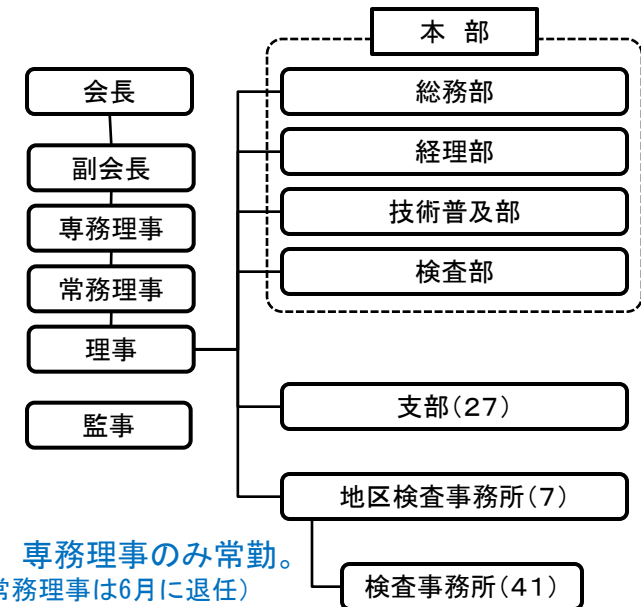 本 部
会長
副会長
専務理事
常務理事
理事
監事
総務部
経理部
技術普及部
検査部
支部(27)
地区検査事務所(7)
検査事務所(41)
専務理事のみ常勤。
常務理事は6月に退任)